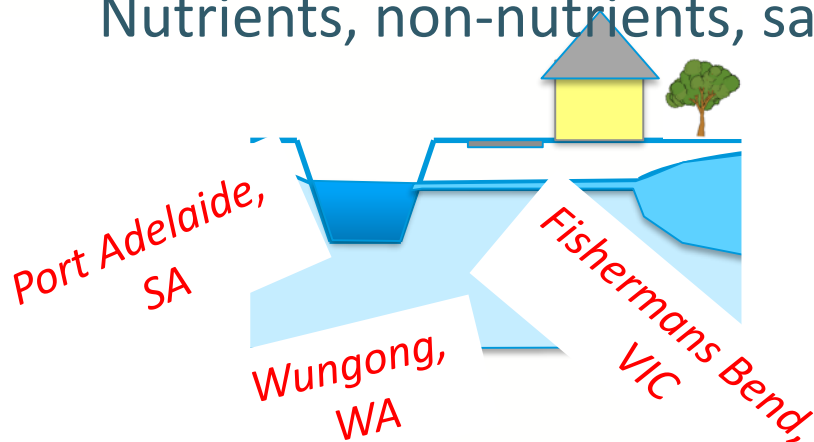 Nutrients, non-nutrients, sa
Port Adelaide,
SA
Wungong,
WA
Fishermans Bend,
VIC